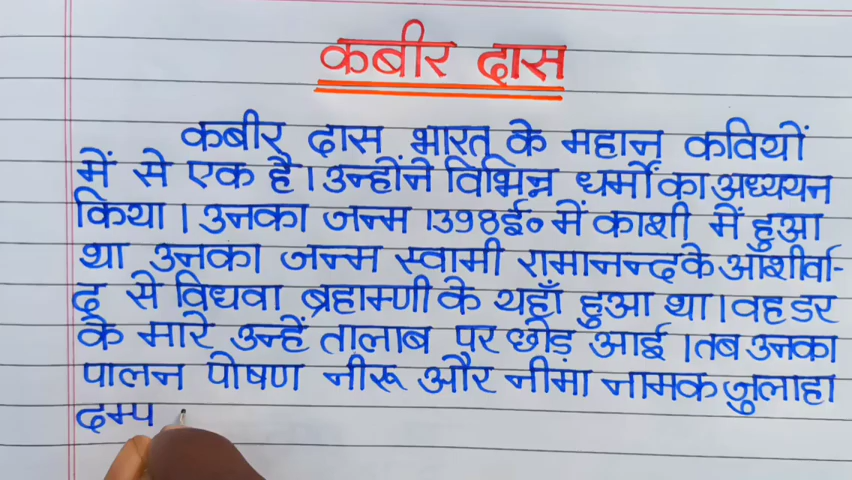 कबीर दास
कबीर दास भारत के महान कवियों
में से एक है। उन्होंने विभिन्न धर्मों का अध्ययन
किया। उनका जन्म 1398ई० में काशी में हुआ
था उनका जन्म स्वामी रामानन्द के आशीर्वा-
द से विधवा ब्रहाम्णी के यहाँ हुआ था। वह डर
के मारे उन्हें तालाब पर छोड़ आई। तब उनका
पालन पोषण नीरू और नीमा नामक जुलाहा
दम्प